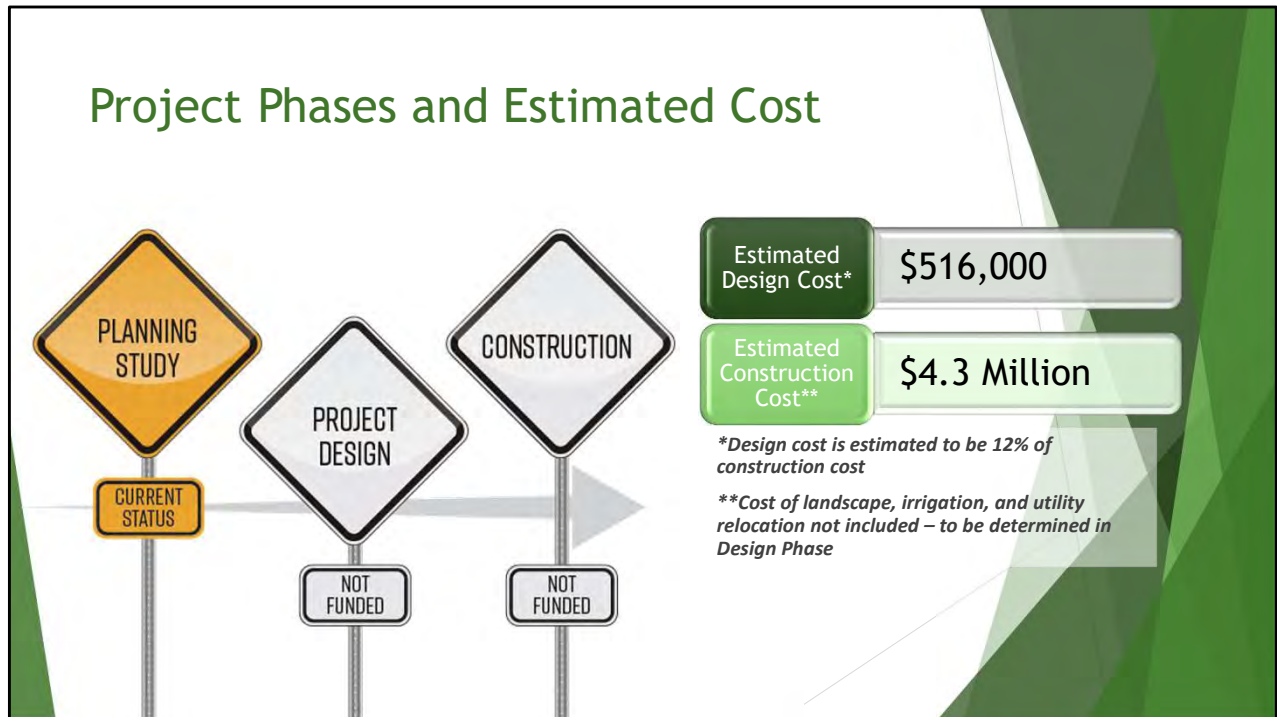 Project Phases and Estimated Cost
PLANNING
STUDY
CURRENT
STATUS
PROJECT
DESIGN
NOT
FUNDED
CONSTRUCTION
NOT
FUNDED
Estimated
Design Cost*
$516,000
Estimated
Construction
Cost**
$4.3 Million
*Design cost is estimated to be 12% of
construction cost
**Cost of landscape, irrigation, and utility
relocation not included – to be determined in
Design Phase